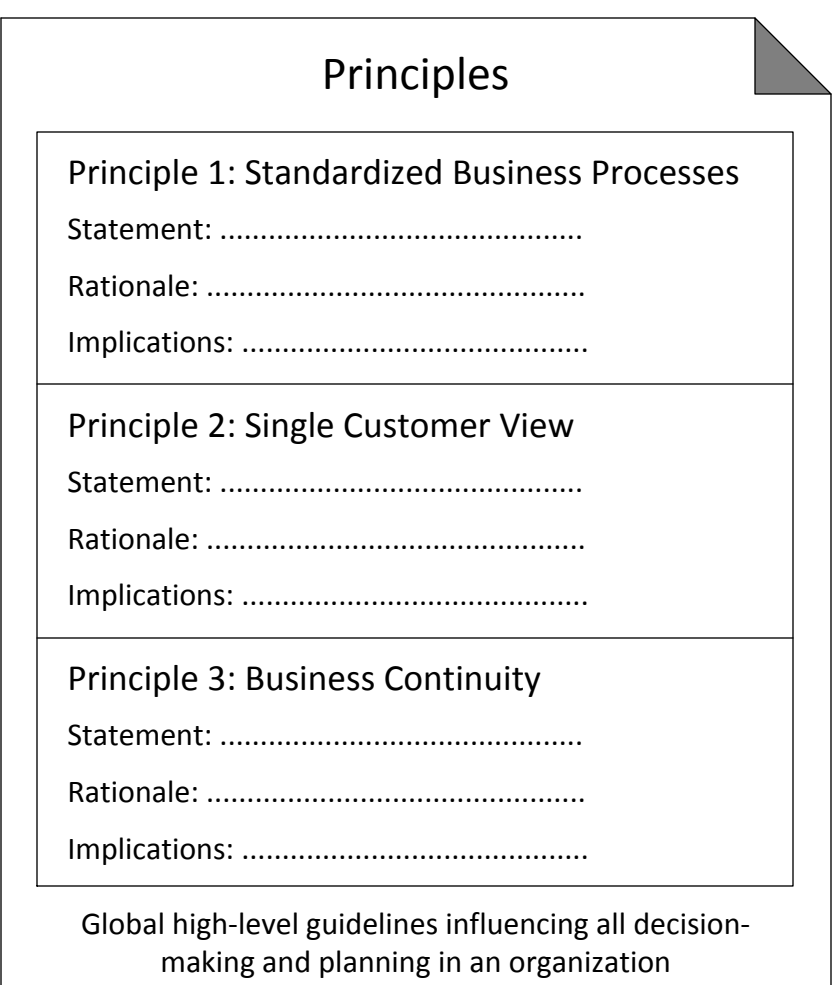 Principles
Principle 1: Standardized Business Processes
Statement: .............................................
Rationale: ...............................................
Implications: ...........................................
Principle 2: Single Customer View
Statement: .............................................
Rationale: ...............................................
Implications: ...........................................
Principle 3: Business Continuity
Statement: .............................................
Rationale: ...............................................
Implications: ...........................................
Global high-level guidelines influencing all decision-
making and planning in an organization